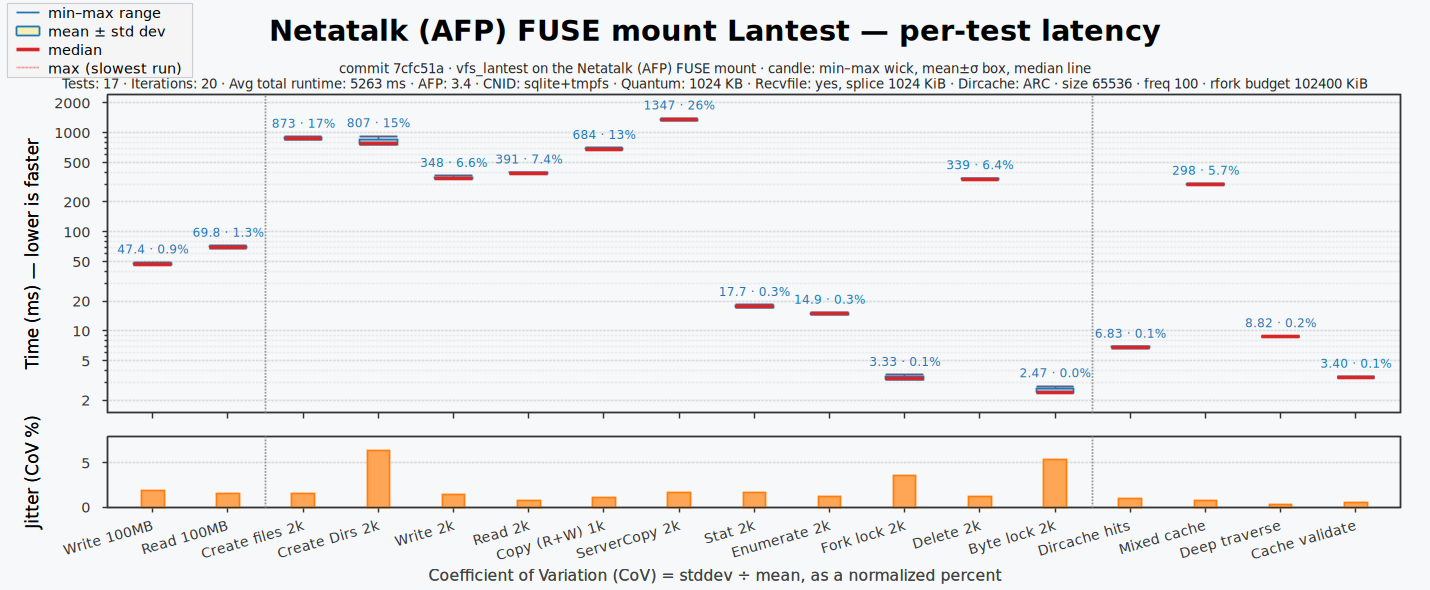 min–max range
mean ± std dev
median
max (slowest run)
Netatalk (AFP) FUSE mount Lantest — per-test latency
commit 7cfc51a · vfs_lantest on the Netatalk (AFP) FUSE mount · candle: min–max wick, mean±σ box, median line
Tests: 17 · Iterations: 20 · Avg total runtime: 5263 ms · AFP: 3.4 · CNID: sqlite+tmpfs · Quantum: 1024 KB · Recvfile: yes, splice 1024 KiB · Dircache: ARC · size 65536 · freq 100 · rfork budget 102400 KiB
Time (ms) — lower is faster
2000
1000
500
200
100
50
20
10
5
2
47.4 · 0.9%
69.8 · 1.3%
873 · 17%
807 · 15%
348 · 6.6%
391 · 7.4%
684 · 13%
1347 · 26%
17.7 · 0.3%
14.9 · 0.3%
3.33 · 0.1%
339 · 6.4%
2.47 · 0.0%
6.83 · 0.1%
298 · 5.7%
8.82 · 0.2%
3.40 · 0.1%
Jitter (CoV %)
5
0
Write 100MB
Read 100MB
Create files 2k
Create Dirs 2k
Write 2k
Read 2k
Copy (R+W) 1k
ServerCopy 2k
Stat 2k
Enumerate 2k
Fork lock 2k
Delete 2k
Byte lock 2k
Dircache hits
Mixed cache
Deep traverse
Cache validate
Coefficient of Variation (CoV) = stddev ÷ mean, as a normalized percent